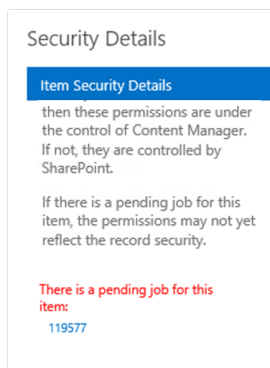 Security Details
Item Security Details
then these permissions are under
the control of Content Manager.
If not, they are controlled by
SharePoint.
If there is a pending job for this
item, the permissions may not yet
reflect the record security.
There is a pending job for this
item:
119577